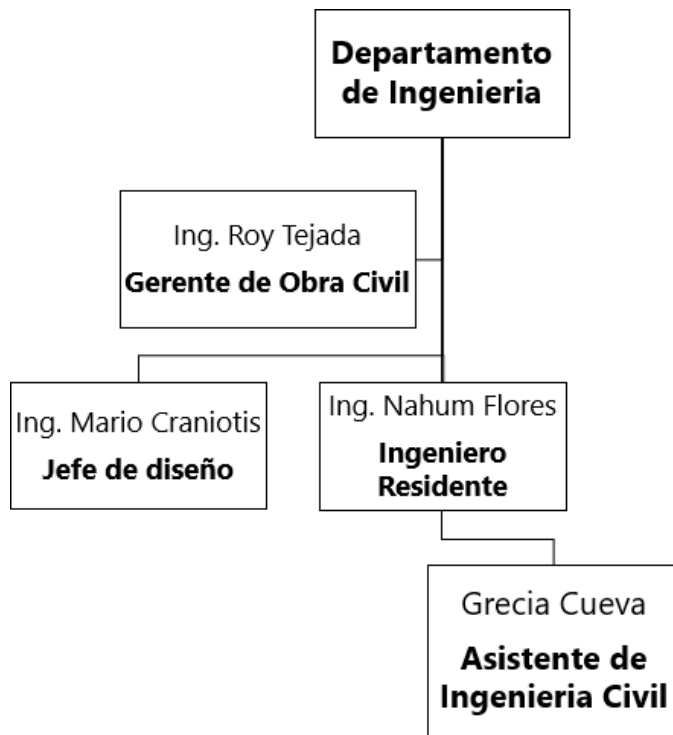 Departamento
de Ingenieria
Ing. Roy Tejada
Gerente de Obra Civil
Ing. Mario Craniotis
Jefe de diseño
Ing. Nahum Flores
Ingeniero
Residente
Grecia Cueva
Asistente de
Ingenieria Civil